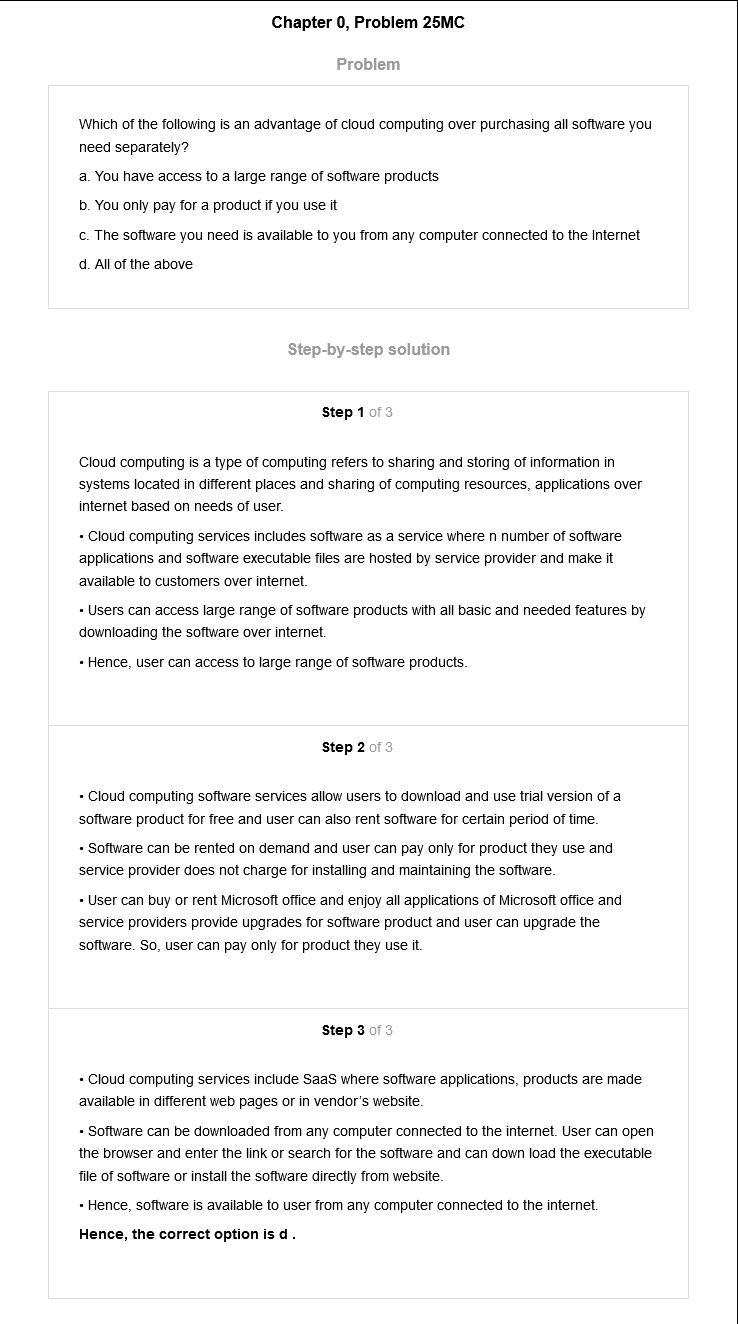 Chapter 0, Problem 25MC
Problem
Which of the following is an advantage of cloud computing over purchasing all software you
need separately?
a. You have access to a large range of software products
b. You only pay for a product if you use it
c. The software you need is available to you from any computer connected to the Internet
d. All of the above
Step-by-step solution
Step 1 of 3
Cloud computing is a type of computing refers to sharing and storing of information in
systems located in different places and sharing of computing resources, applications over
internet based on needs of user.
• Cloud computing services includes software as a service where n number of software
applications and software executable files are hosted by service provider and make it
available to customers over internet.
• Users can access large range of software products with all basic and needed features by
downloading the software over internet.
• Hence, user can access to large range of software products.
Step 2 of 3
• Cloud computing software services allow users to download and use trial version of a
software product for free and user can also rent software for certain period of time.
• Software can be rented on demand and user can pay only for product they use and
service provider does not charge for installing and maintaining the software.
• User can buy or rent Microsoft office and enjoy all applications of Microsoft office and
service providers provide upgrades for software product and user can upgrade the
software. So, user can pay only for product they use it.
Step 3 of 3
• Cloud computing services include SaaS where software applications, products are made
available in different web pages or in vendor’s website.
• Software can be downloaded from any computer connected to the internet. User can open
the browser and enter the link or search for the software and can down load the executable
file of software or install the software directly from website.
• Hence, software is available to user from any computer connected to the internet.
Hence, the correct option is d .